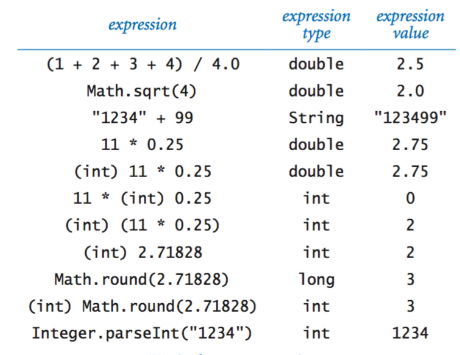 expression expression type expression value
(1 + 2 + 3 + 4) / 4.0 double 2.5
Math.sqrt(4) double 2.0
"1234" + 99 String "123499"
11 * 0.25 double 2.75
(int) 11 * 0.25 double 2.75
11 * (int) 0.25 int 0
(int) (11 * 0.25) int 2
(int) 2.71828 int 2
Math.round(2.71828) long 3
(int) Math.round(2.71828) int 3
Integer.parseInt("1234") int 1234